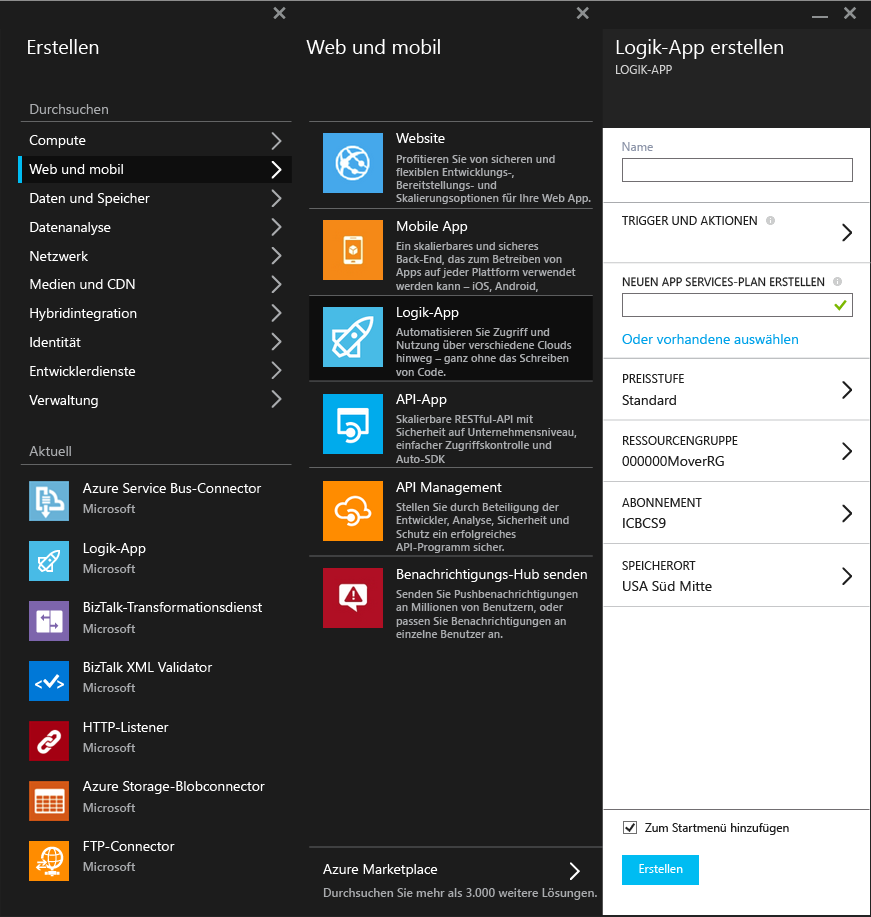 Erstellen
Durchsuchen
Compute
Web und mobil
Daten und Speicher
Datenanalyse
Netzwerk
Medien und CDN
Hybridintegration
Identität
Entwicklerdienste
Verwaltung
Aktuell
Azure Service Bus-Connector
Microsoft
Logik-App
Microsoft
BizTalk-Transformationsdienst
Microsoft
BizTalk XML Validator
Microsoft
HTTP-Listener
Microsoft
Azure Storage-Blobconnector
Microsoft
FTP-Connector
Microsoft
Web und mobil
Website
Profitieren Sie von sicheren und
flexiblen Entwicklungs-,
Bereitstellungs- und
Skalierungsoptionen für Ihre Web App.
Mobile App
Ein skalierbares und sicheres
Back-End, das zum Betreiben von
Apps auf jeder Plattform verwendet
werden kann – iOS, Android,
Logik-App
Automatisieren Sie Zugriff und
Nutzung über verschiedene Clouds
hinweg – ganz ohne das Schreiben
von Code.
API-App
Skalierbare RESTful-API mit
Sicherheit auf Unternehmensniveau,
einfacher Zugriffskontrolle und
Auto-SDK
API Management
Stellen Sie durch Beteiligung der
Entwickler, Analyse, Sicherheit und
Schutz ein erfolgreiches
API-Programm sicher.
Benachrichtigungs-Hub senden
Senden Sie Pushbenachrichtigungen
an Millionen von Benutzern, oder
passen Sie Benachrichtigungen an
einzelne Benutzer an.
Azure Marketplace
Durchsuchen Sie mehr als 3.000 weitere Lösungen.
Logik-App erstellen
LOGIK-APP
Name
TRIGGER UND AKTIONEN
NEUEN APP SERVICES-PLAN ERSTELLEN
Oder vorhandene auswählen
PREISSTUFE
Standard
RESSOURCENGRUPPE
000000MoverRG
ABONNEMENT
ICBCS9
SPEICHERORT
USA Süd Mitte
Zum Startmenü hinzufügen
Erstellen